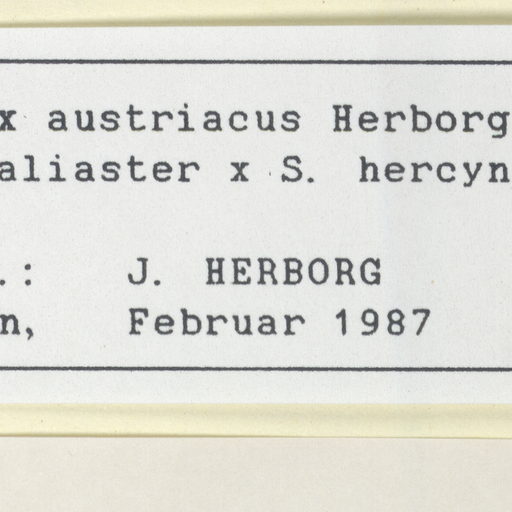 x austriacus Herborg
aliaster x S. hercyn
.: J. HERBORG
n, Februar 1987